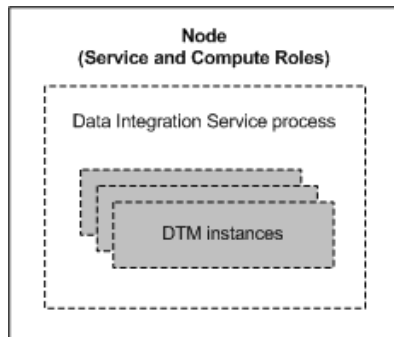 Node
(Service and Compute Roles)
Data Integration Service process
DTM instances